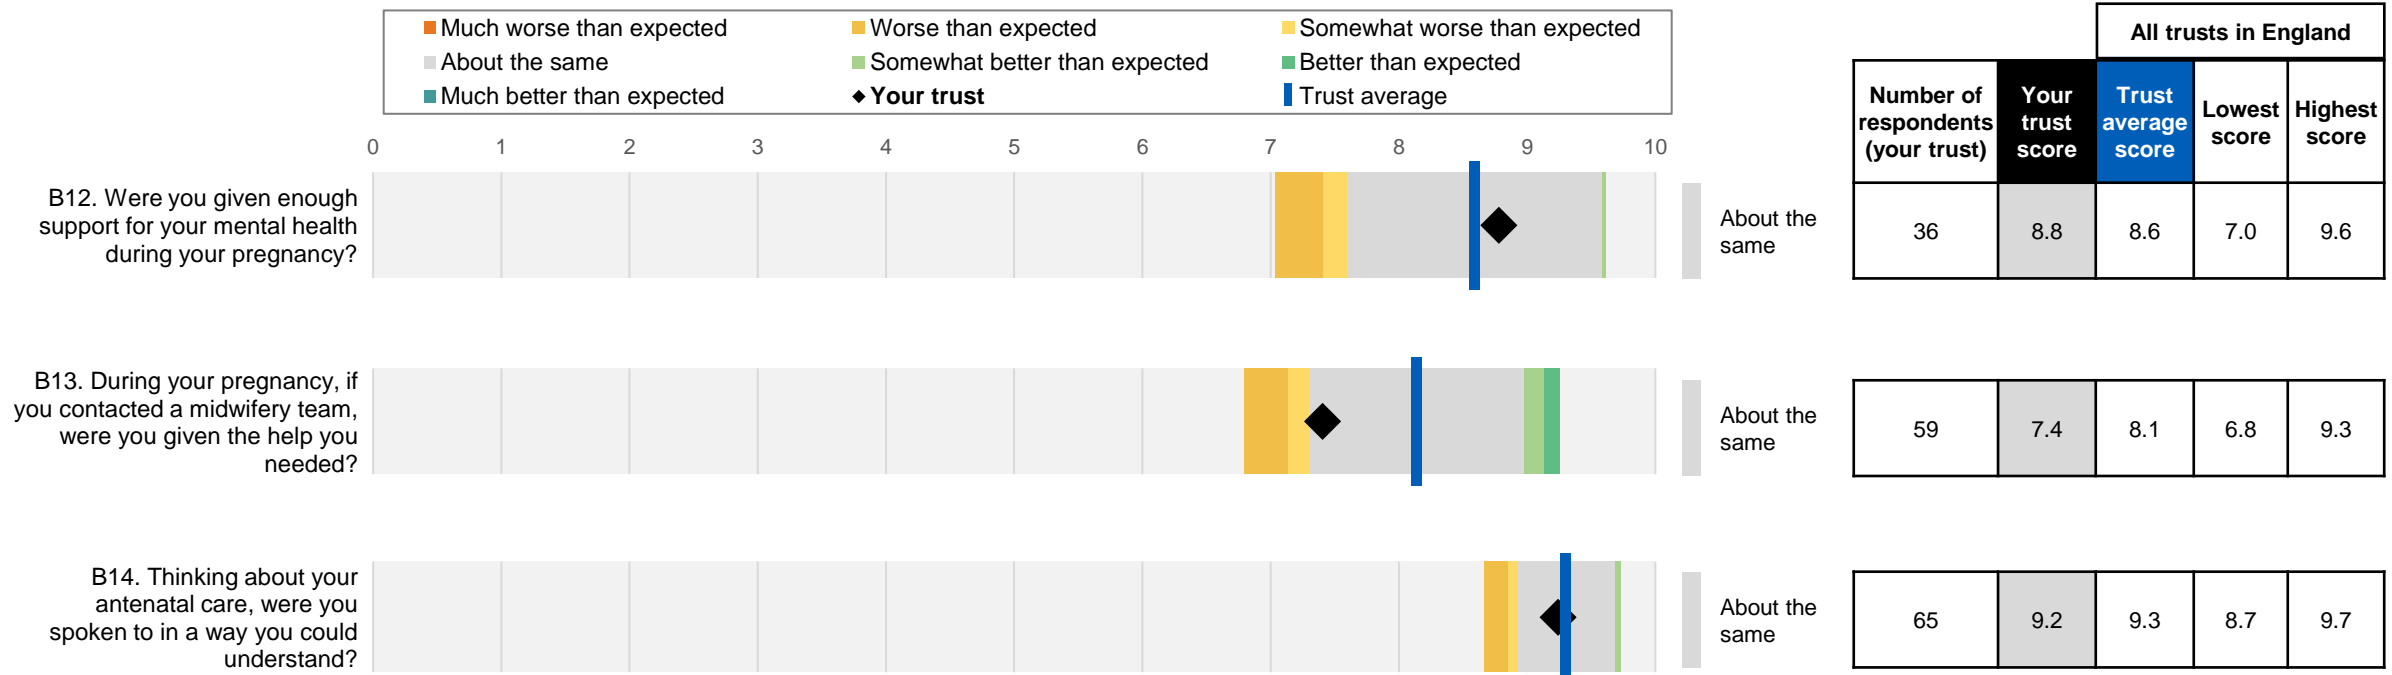 Much worse than expected
Worse than expected
Somewhat worse than expected
About the same
Somewhat better than expected
Better than expected
Much better than expected
Your trust
Trust average
All trusts in England
Number of
respondents
(your trust)
Your
trust
score
Trust
average
score
Lowest
score
Highest
score
0 1 2 3 4 5 6 7 8 9 10
B12. Were you given enough
support for your mental health
during your pregnancy?
About the
same
36 8.8 8.6 7.0 9.6
B13. During your pregnancy, if
you contacted a midwifery team,
were you given the help you
needed?
About the
same
59 7.4 8.1 6.8 9.3
B14. Thinking about your
antenatal care, were you
spoken to in a way you could
understand?
About the
same
65 9.2 9.3 8.7 9.7